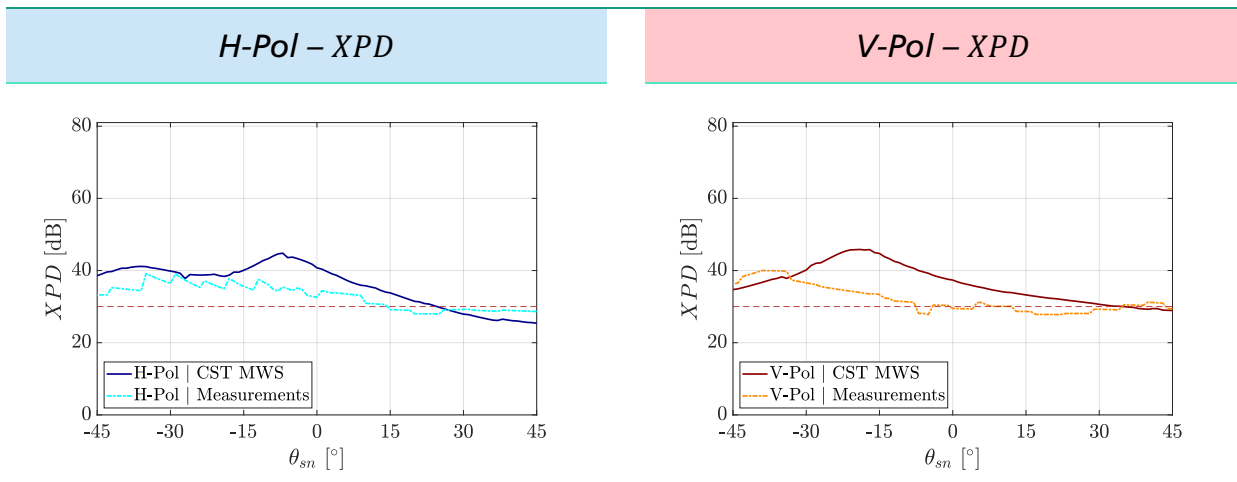 H-Pol – XPD
V-Pol – XPD
80
60
40
20
0
XPD [dB]
H-Pol | CST MWS
H-Pol | Measurements
-45 -30 -15 0 15 30 45
θsn [°]
80
60
40
20
0
XPD [dB]
V-Pol | CST MWS
V-Pol | Measurements
-45 -30 -15 0 15 30 45
θsn [°]